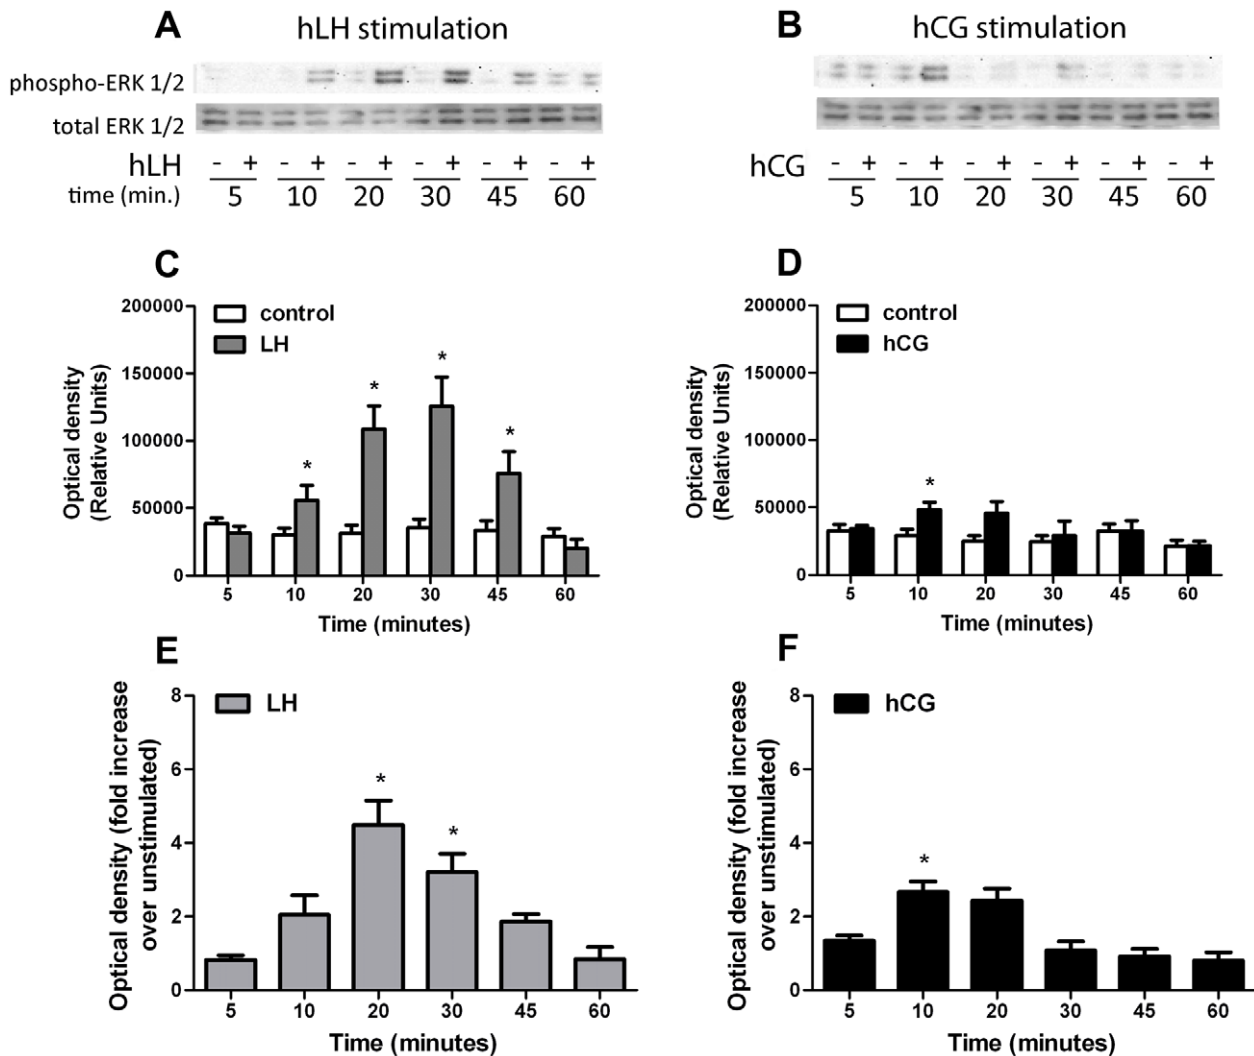 A
hLH stimulation
phospho-ERK 1/2
total ERK 1/2
hLH - + - + - + - + - + - +
time (min.) 5 10 20 30 45 60
B
hCG stimulation
hCG - + - + - + - + - + - +
5 10 20 30 45 60
C
200000
150000
100000
50000
0
Optical density
(Relative Units)
control
LH
* * * *
5 10 20 30 45 60
Time (minutes)
D
200000
150000
100000
50000
0
Optical density
(Relative Units)
control
hCG
*
5 10 20 30 45 60
Time (minutes)
E
8
6
4
2
0
Optical density (fold increase
over unstimulated)
LH
* *
5 10 20 30 45 60
Time (minutes)
F
8
6
4
2
0
Optical density (fold increase
over unstimulated)
hCG
*
5 10 20 30 45 60
Time (minutes)